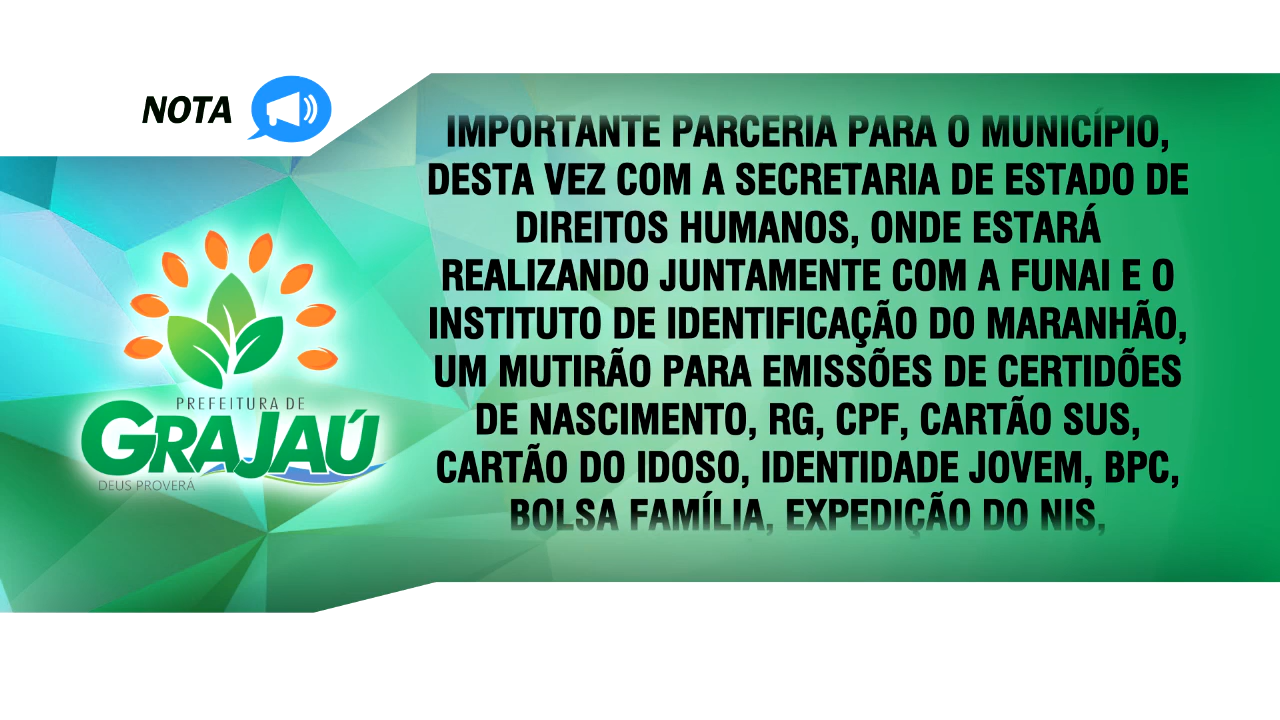 NOTA
IMPORTANTE PARCERIA PARA O MUNICÍPIO,
DESTA VEZ COM A SECRETARIA DE ESTADO DE
DIREITOS HUMANOS, ONDE ESTARÁ
REALIZANDO JUNTAMENTE COM A FUNAI E O
INSTITUTO DE IDENTIFICAÇÃO DO MARANHÃO,
UM MUTIRÃO PARA EMISSÕES DE CERTIDÕES
DE NASCIMENTO, RG, CPF, CARTÃO SUS,
CARTÃO DO IDOSO, IDENTIDADE JOVEM, BPC,
BOLSA FAMÍLIA, EXPEDIÇÃO DO NIS,
PREFEITURA DE
GRAJAÚ
DEUS PROVERÁ